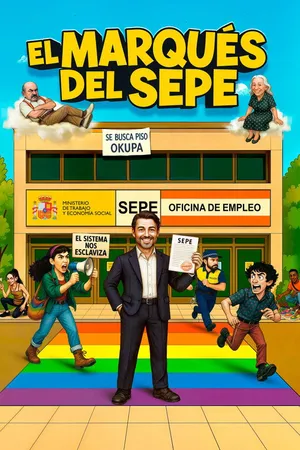 EL MARQUÉS
DEL SEPE
SE BUSCA PISO
OKUPA
MINISTERIO
DE TRABAJO
Y ECONOMÍA SOCIAL
SEPE
OFICINA DE EMPLEO
EL SISTEMA
NOS
ESCLAVIZA
SEPE